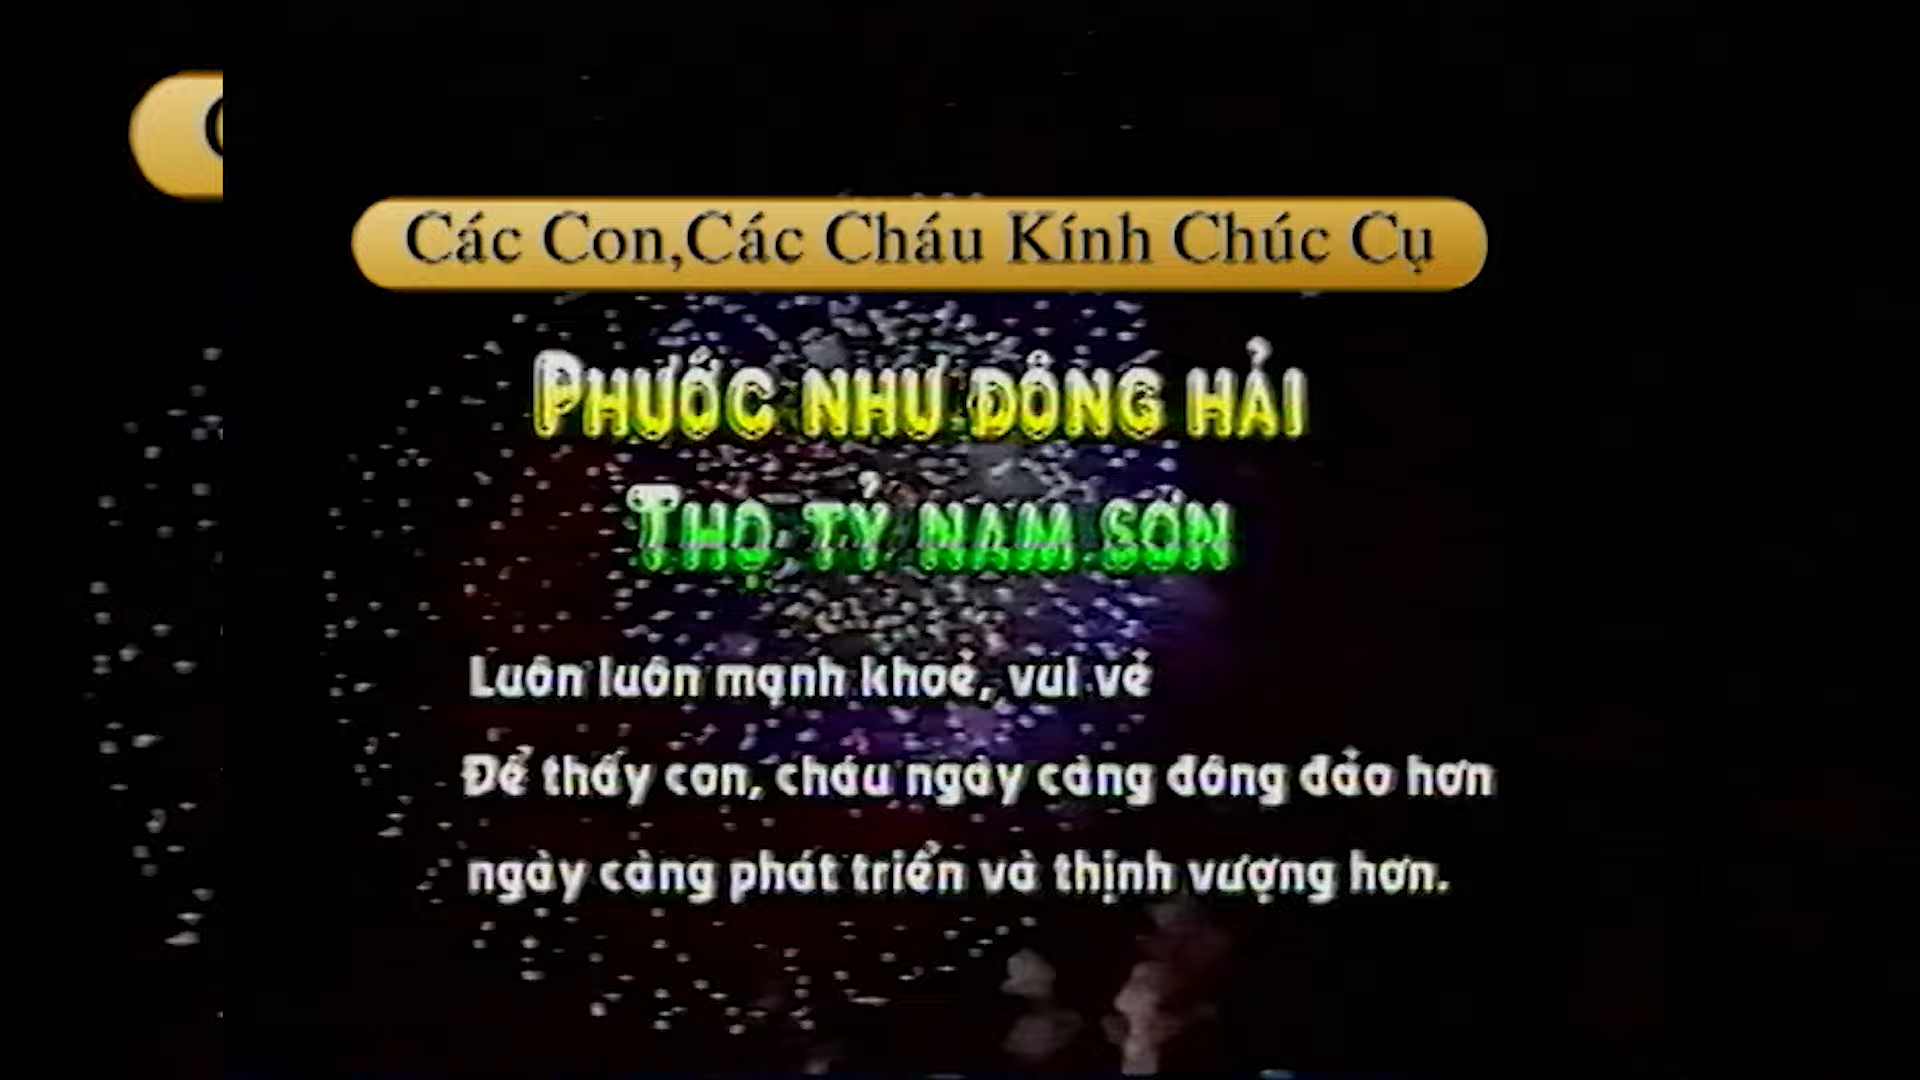 Các Con,Các Cháu Kính Chúc Cụ
PHƯỚC NHƯ ĐÔNG HẢI
THỌ TỶ NAM SƠN
Luôn luôn mạnh khoẻ, vui vẻ
Để thấy con, cháu ngày càng đông đảo hơn
ngày càng phát triển và thịnh vượng hơn.